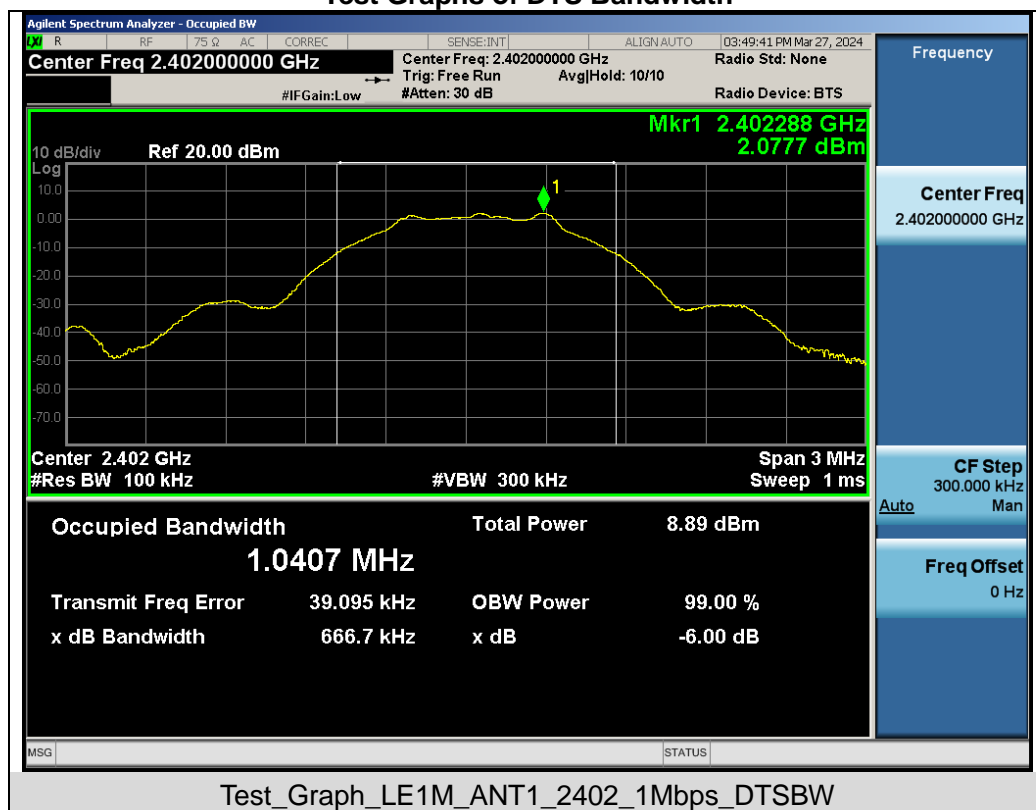 Test Graphs of DTS Bandwidth
Agilent Spectrum Analyzer - Occupied BW
LXI R RF 75 Ω AC CORREC SENSE:INT ALIGN AUTO 03:49:41 PM Mar 27, 2024
Center Freq 2.402000000 GHz
Center Freq: 2.402000000 GHz Radio Std: None
Trig: Free Run Avg|Hold: 10/10
#IFGain:Low #Atten: 30 dB Radio Device: BTS
Frequency
Mkr1 2.402288 GHz
2.0777 dBm
10 dB/div Ref 20.00 dBm
Log
10.0
0.00
-10.0
-20.0
-30.0
-40.0
-50.0
-60.0
-70.0
1
Center 2.402 GHz Span 3 MHz
#Res BW 100 kHz #VBW 300 kHz Sweep 1 ms
Occupied Bandwidth Total Power 8.89 dBm
1.0407 MHz
Transmit Freq Error 39.095 kHz OBW Power 99.00 %
x dB Bandwidth 666.7 kHz x dB -6.00 dB
Center Freq
2.402000000 GHz
CF Step
300.000 kHz
Auto Man
Freq Offset
0 Hz
MSG STATUS
Test_Graph_LE1M_ANT1_2402_1Mbps_DTSBW